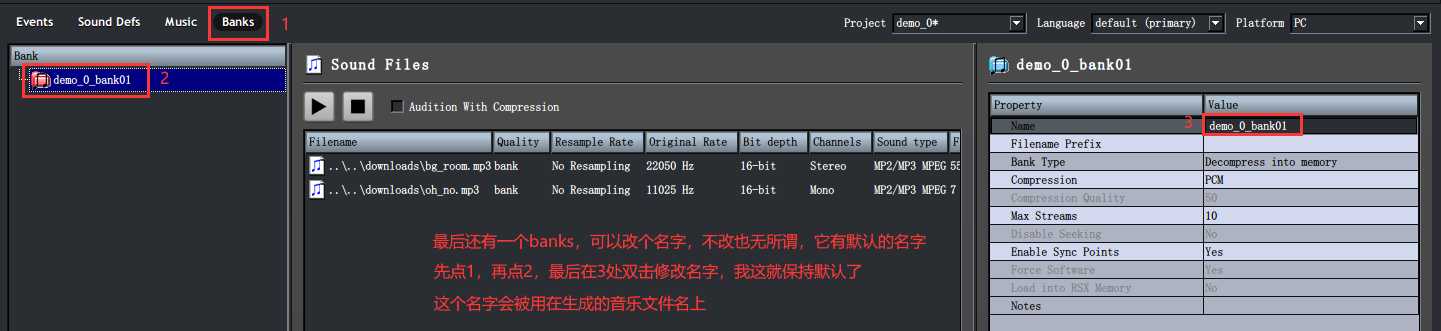 Events Sound Defs Music Banks 1 Project demo_0* Language default (primary) Platform PC
Bank
demo_0_bank01 2
Sound Files
Audition With Compression
Filename Quality Resample Rate Original Rate Bit depth Channels Sound type F
..\..\downloads\bg_room.mp3 bank No Resampling 22050 Hz 16-bit Stereo MP2/MP3 MPEG 55
..\..\downloads\oh_no.mp3 bank No Resampling 11025 Hz 16-bit Mono MP2/MP3 MPEG 7
最后还有一个banks，可以改个名字，不改也无所谓，它有默认的名字
先点1，再点2，最后在3处双击修改名字，我这就保持默认了
这个名字会被用在生成的音乐文件名上
demo_0_bank01
Property Value
Name 3 demo_0_bank01
Filename Prefix
Bank Type Decompress into memory
Compression PCM
Compression Quality 50
Max Streams 10
Disable Seeking No
Enable Sync Points Yes
Force Software Yes
Load into RSX Memory No
Notes